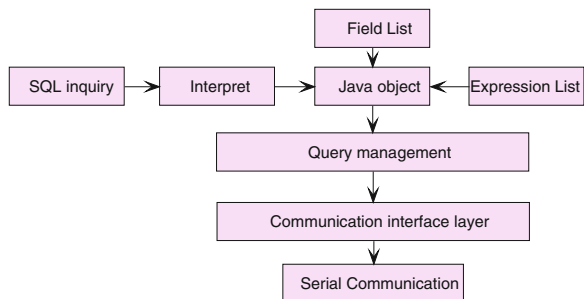 Field List
SQL inquiry
Interpret
Java object
Expression List
Query management
Communication interface layer
Serial Communication